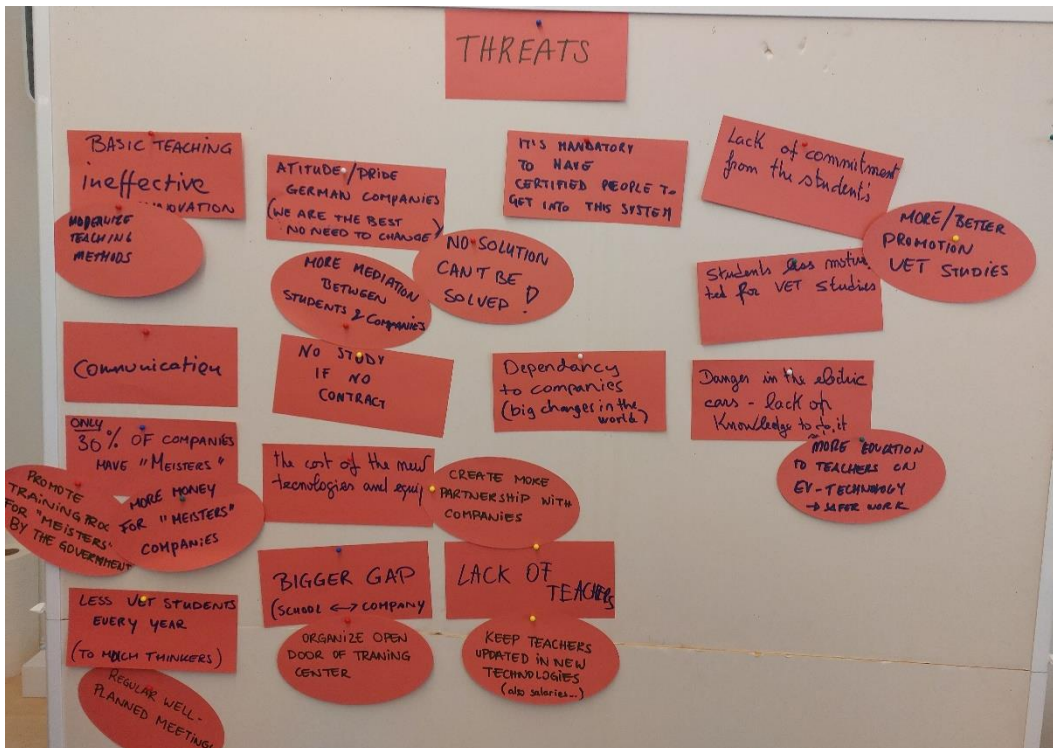 THREATS
BASIC TEACHING
ineffective
INNOVATION
MODERNIZE
TEACHING
METHODS
ATITUDE/PRIDE
GERMAN COMPANIES
(WE ARE THE BEST
NO NEED TO CHANGE)
MORE MEDIATION
BETWEEN
STUDENTS & COMPANIES
NO SOLUTION
CAN'T BE
SOLVED!
IT'S MANDATORY
TO HAVE
CERTIFIED PEOPLE TO
GET INTO THIS SYSTEM
Lack of commitment
from the student's
Students less motiva
ted for VET studies
MORE/BETTER
PROMOTION
VET STUDIES
Communication
NO STUDY
IF NO
CONTRACT
Dependancy
to companies
(big changes in the
world)
Danger in the electric
cars - lack of
Knowledge to do it
MORE EDUCATION
TO TEACHERS ON
EV-TECHNOLOGY
→ SAFER WORK
ONLY
30% OF COMPANIES
HAVE "MEISTERS"
PROMOTE
TRAINING
FOR "MEISTERS"
BY THE GOVERNMENT
MORE MONEY
FOR "MEISTERS"
COMPANIES
the cost of the new
tecnologies and equip
CREATE MORE
PARTNERSHIP WITH
COMPANIES
LESS VET STUDENTS
EVERY YEAR
(TO MUCH THINKERS)
REGULAR WELL-
PLANNED MEETING!
BIGGER GAP
(SCHOOL ↔ COMPANY
ORGANIZE OPEN
DOOR OF TRANING
CENTER
LACK OF
TEACHERS
KEEP TEACHERS
UPDATED IN NEW
TECHNOLOGIES
(also salaries...)